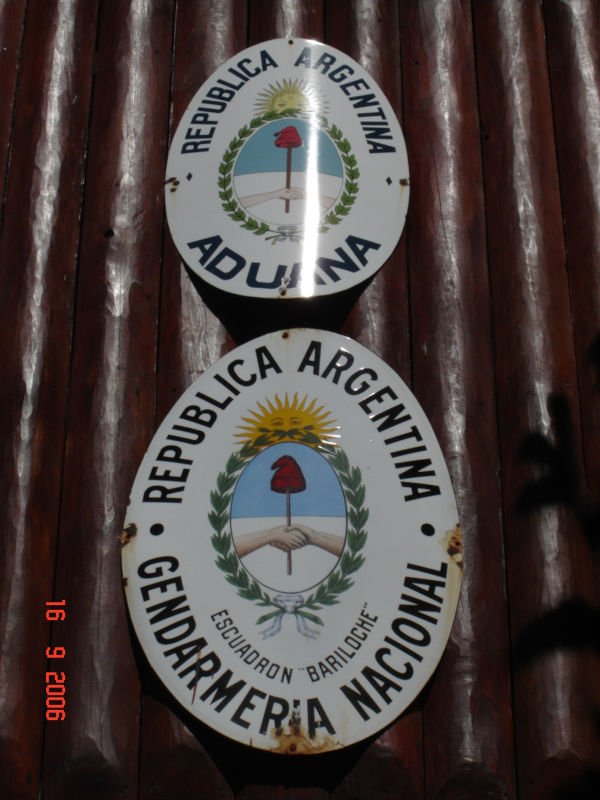 REPUBLICA ARGENTINA
ADUANA
REPUBLICA ARGENTINA
ESCUADRON "BARILOCHE"
GENDARMERIA NACIONAL
16 9 2006